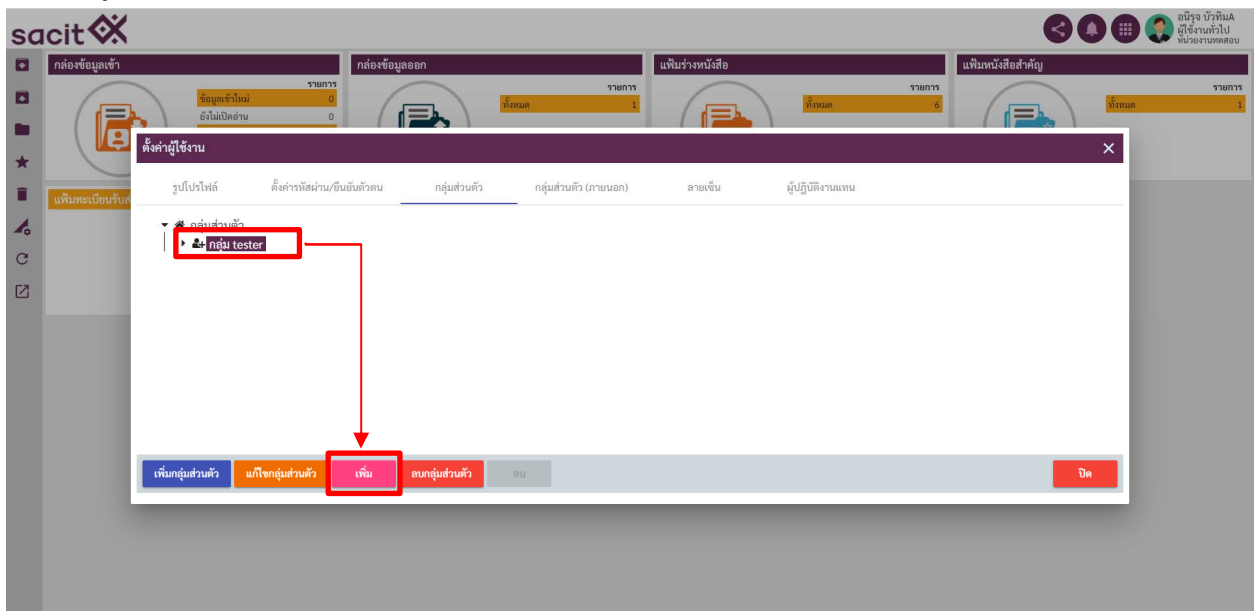 sacit
อนิรุจ บัวทิมA
ผู้ใช้งานทั่วไป
หน่วยงานทดสอบ
กล่องข้อมูลเข้า
รายการ
ข้อมูลเข้าใหม่ 0
ยังไม่เปิดอ่าน 0
กล่องข้อมูลออก
รายการ
ทั้งหมด 1
แฟ้มร่างหนังสือ
รายการ
ทั้งหมด 6
แฟ้มหนังสือสำคัญ
รายการ
ทั้งหมด 1
แฟ้มทะเบียนรับส่
ตั้งค่าผู้ใช้งาน
รูปโปรไฟล์ ตั้งค่ารหัสผ่าน/ยืนยันตัวตน กลุ่มส่วนตัว กลุ่มส่วนตัว (ภายนอก) ลายเซ็น ผู้ปฏิบัติงานแทน
กลุ่มส่วนตัว
กลุ่ม tester
เพิ่มกลุ่มส่วนตัว แก้ไขกลุ่มส่วนตัว เพิ่ม ลบกลุ่มส่วนตัว ลบ ปิด